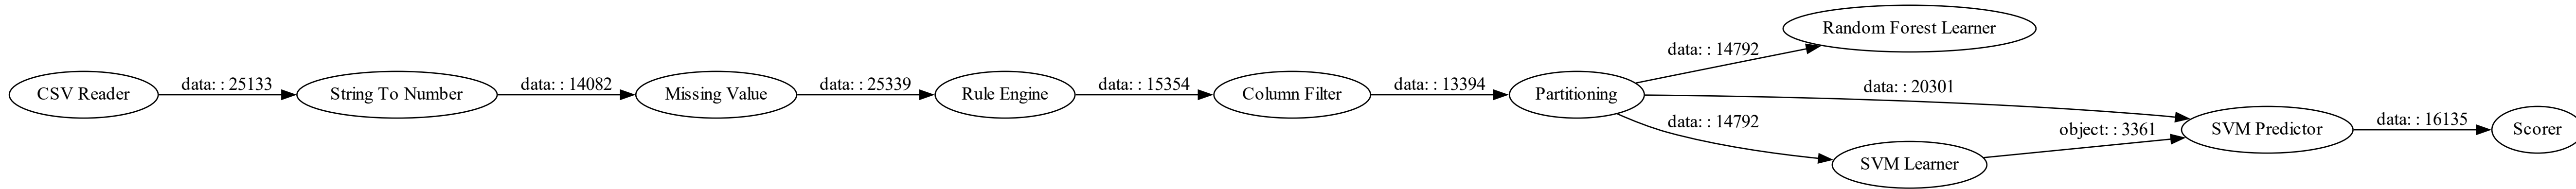 CSV Reader
data: : 25133
String To Number
data: : 14082
Missing Value
data: : 25339
Rule Engine
data: : 15354
Column Filter
data: : 13394
Partitioning
data: : 14792
Random Forest Learner
data: : 20301
data: : 14792
SVM Learner
object: : 3361
SVM Predictor
data: : 16135
Scorer